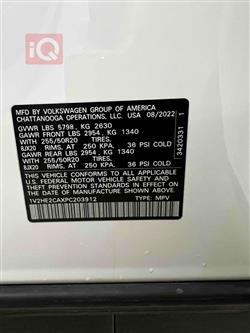 iQ
MFD BY VOLKSWAGEN GROUP OF AMERICA
CHATTANOOGA OPERATIONS, LLC. USA 08/2022
GVWR LBS 5798, KG 2630
GAWR FRONT LBS 2954, KG 1340
WITH 255/50R20 TIRES,
8JX20 RIMS, AT 250 KPA, 36 PSI COLD
GAWR REAR LBS 2954, KG 1340
WITH 255/50R20 TIRES,
8JX20 RIMS, AT 250 KPA, 36 PSI COLD
THIS VEHICLE CONFORMS TO ALL
APPLICABLE FEDERAL MOTOR VEHICLE
SAFETY AND THEFT PREVENTION
STANDARDS IN EFFECT ON THE
DATE OF MANUFACTURE SHOWN ABOVE.
1V2HE2CAXPC203912 TYPE: MPV
3420331 1